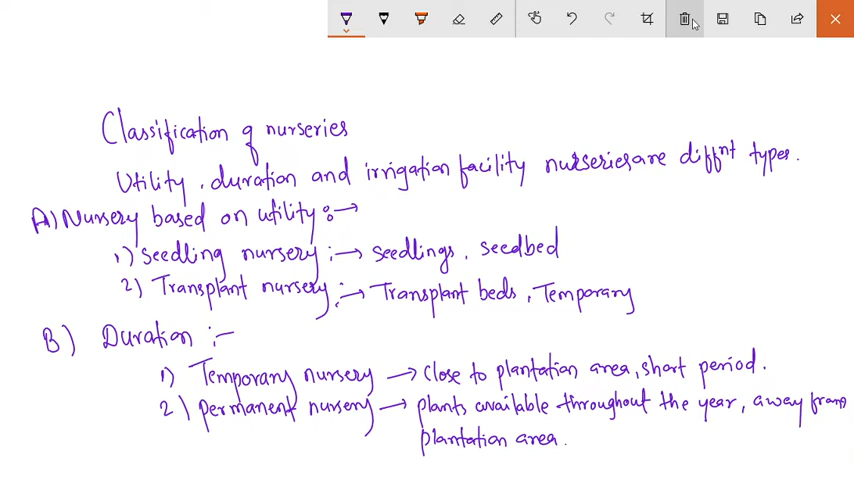 Classification of nurseries
Utility, duration and irrigation facility nurseries are diffnt types.
A) Nursery based on utility :→
1) Seedling nursery :→ seedlings, seedbed
2) Transplant nursery :→ Transplant beds, Temporary
B) Duration :-
1) Temporary nursery → close to plantation area, short period.
2) permanent nursery → plants available throughout the year, away from
plantation area.